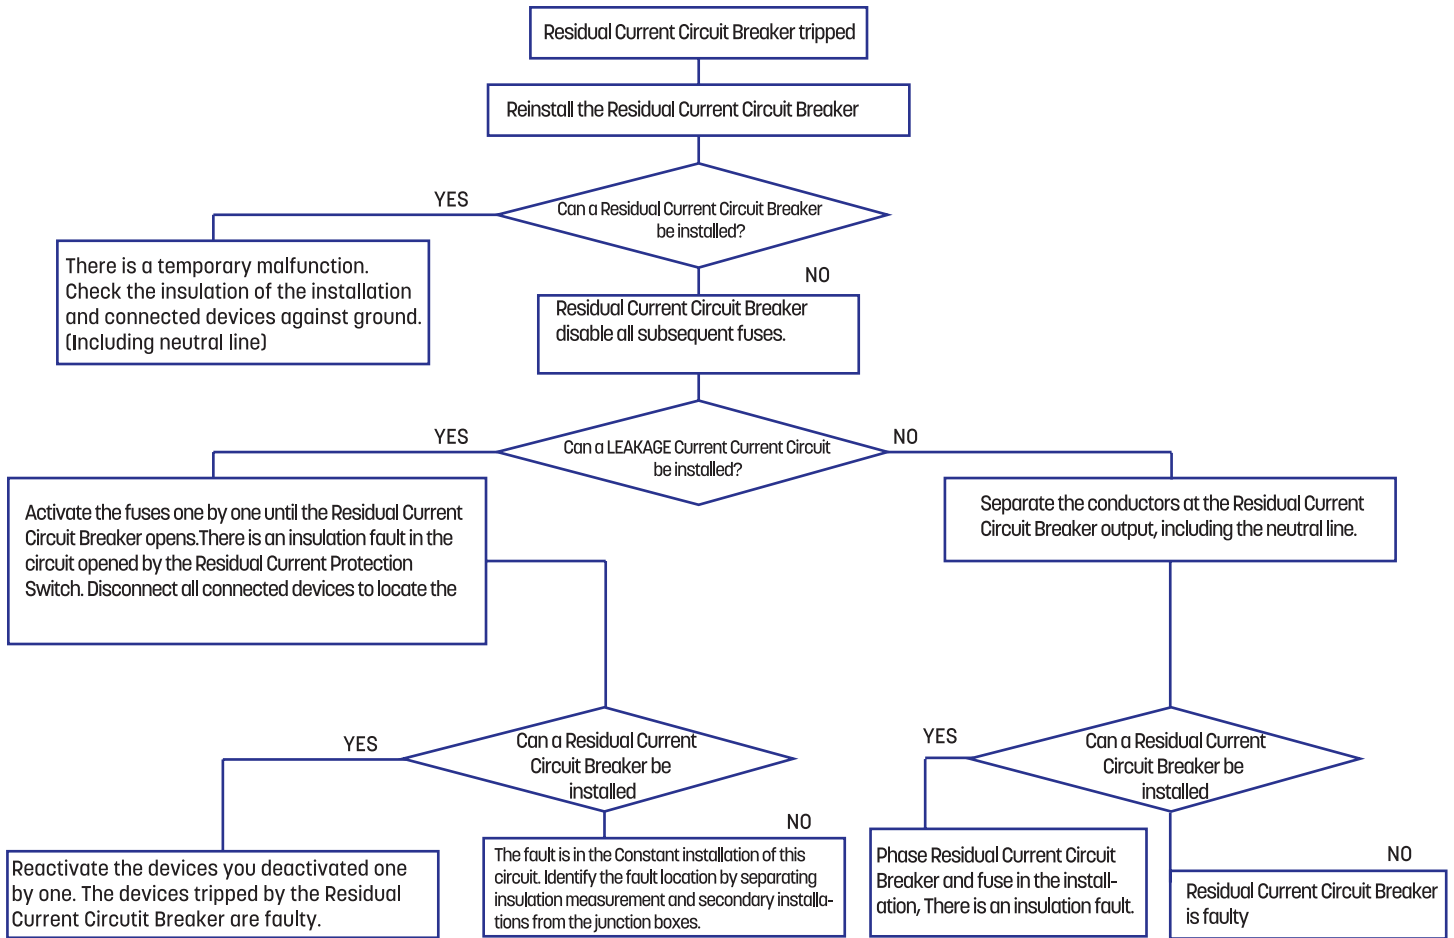 Residual Current Circuit Breaker tripped
Reinstall the Residual Current Circuit Breaker
YES
Can a Residual Current Circuit Breaker
be installed?
NO
There is a temporary malfunction.
Check the insulation of the installation
and connected devices against ground.
(Including neutral line)
Residual Current Circuit Breaker
disable all subsequent fuses.
YES
Can a LEAKAGE Current Current Circuit
be installed?
NO
Activate the fuses one by one until the Residual Current
Circuit Breaker opens.There is an insulation fault in the
circuit opened by the Residual Current Protection
Switch. Disconnect all connected devices to locate the
Separate the conductors at the Residual Current
Circuit Breaker output, including the neutral line.
YES
Can a Residual Current
Circuit Breaker be
installed
NO
YES
Can a Residual Current
Circuit Breaker be
installed
NO
Reactivate the devices you deactivated one
by one. The devices tripped by the Residual
Current Circutit Breaker are faulty.
The fault is in the Constant installation of this
circuit. Identify the fault location by separating
insulation measurement and secondary installa-
tions from the junction boxes.
Phase Residual Current Circuit
Breaker and fuse in the install-
ation, There is an insulation fault.
Residual Current Circuit Breaker
is faulty